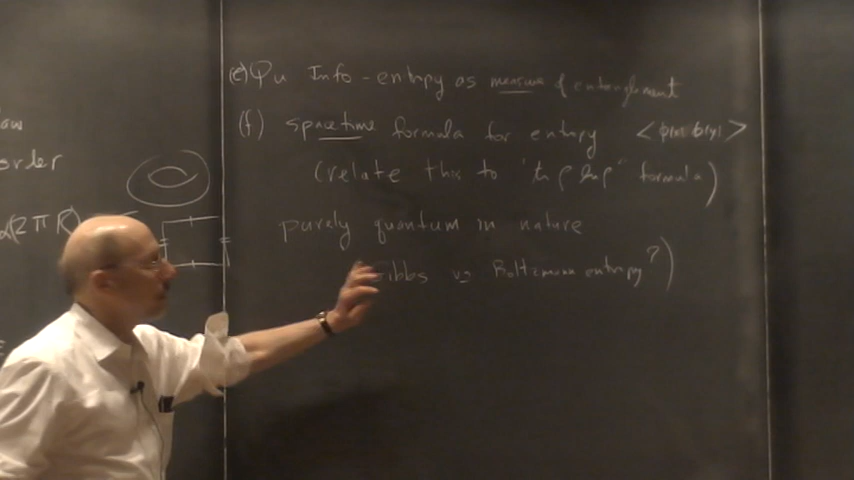 aw
order
α(2πR)
(e) Qu Info - entropy as measure of entanglement
(f) spacetime formula for entropy < φ(x) φ(y) >
(relate this to "tr ρ ln ρ" formula)
purely quantum in nature
Gibbs vs Boltzmann entropy?)